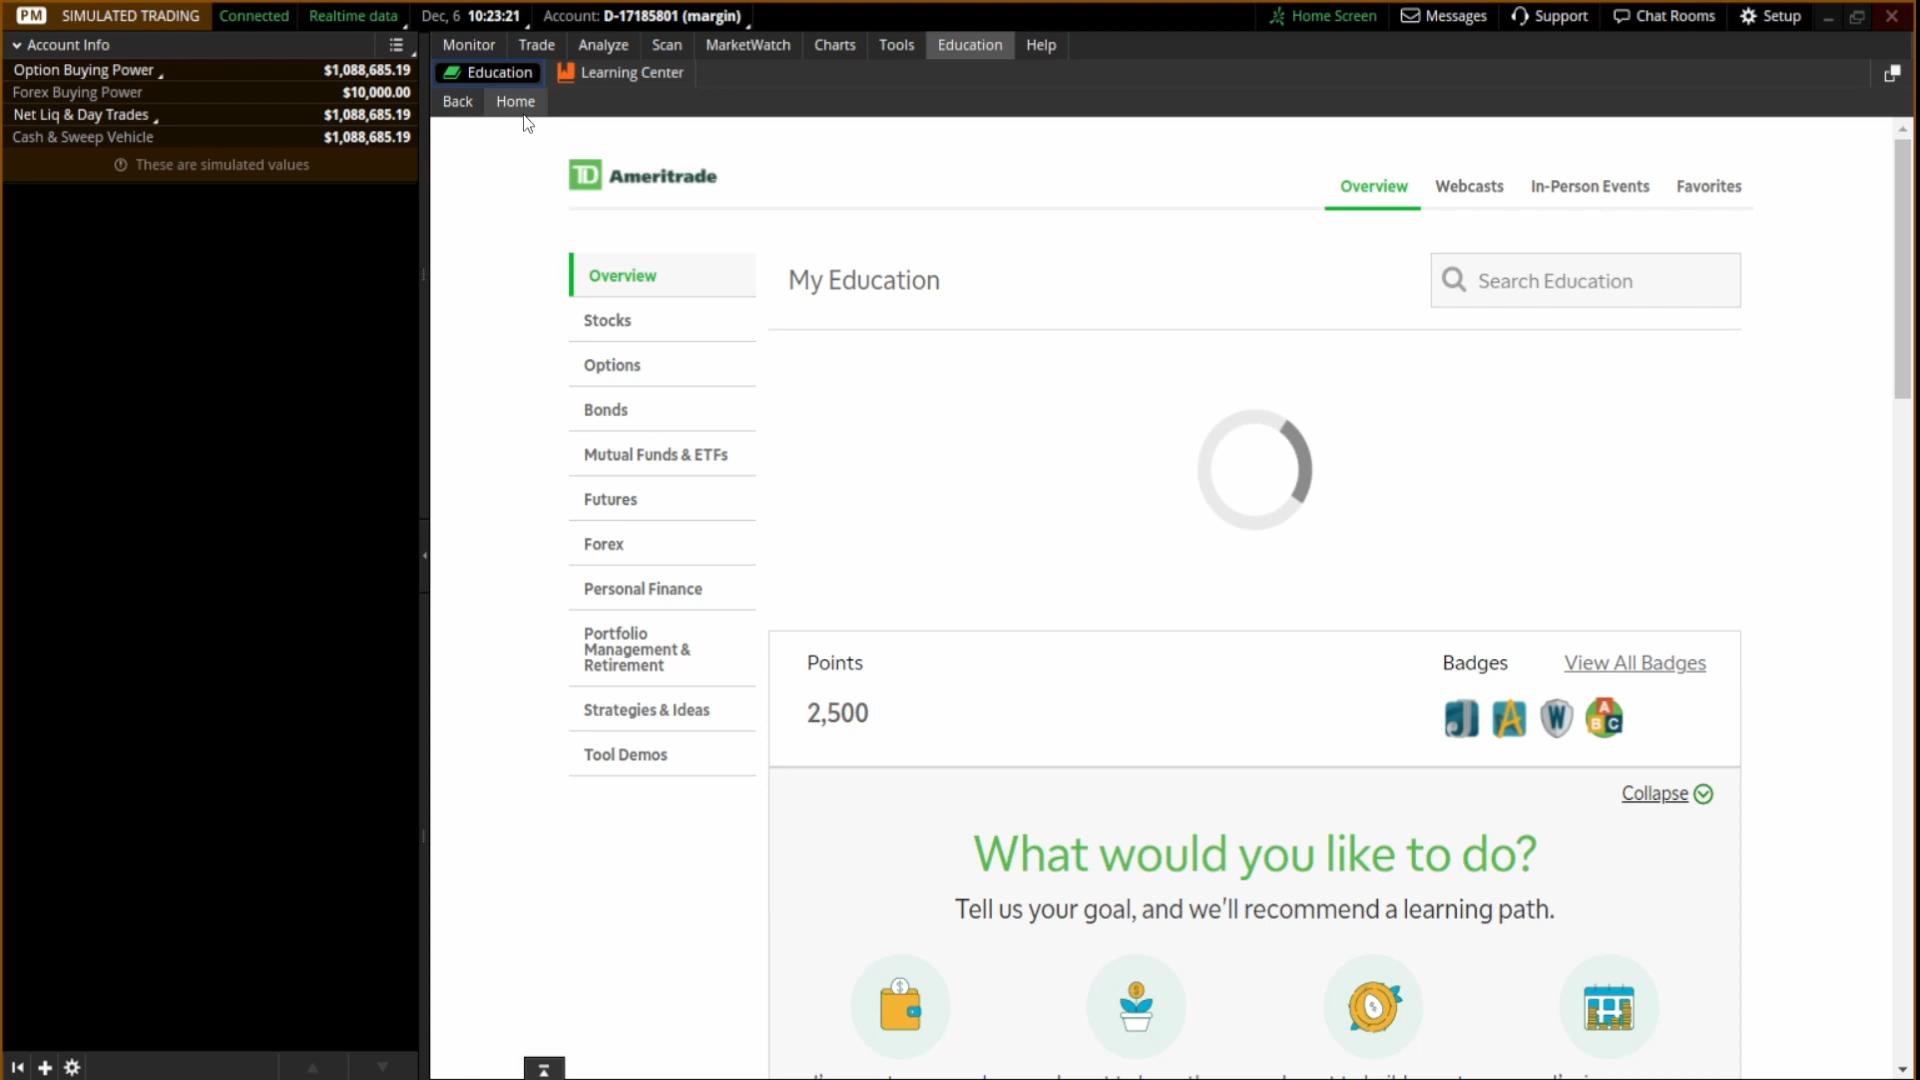 PM SIMULATED TRADING Connected Realtime data Dec, 6 10:23:21 Account: D-17185801 (margin) Home Screen Messages Support Chat Rooms Setup
Account Info
Option Buying Power $1,088,685.19
Forex Buying Power $10,000.00
Net Liq & Day Trades $1,088,685.19
Cash & Sweep Vehicle $1,088,685.19
These are simulated values
Monitor Trade Analyze Scan MarketWatch Charts Tools Education Help
Education Learning Center
Back Home
TD Ameritrade
Overview Webcasts In-Person Events Favorites
Overview
Stocks
Options
Bonds
Mutual Funds & ETFs
Futures
Forex
Personal Finance
Portfolio
Management &
Retirement
Strategies & Ideas
Tool Demos
My Education
Search Education
Points
2,500
Badges View All Badges
J A W A B C
Collapse
What would you like to do?
Tell us your goal, and we'll recommend a learning path.